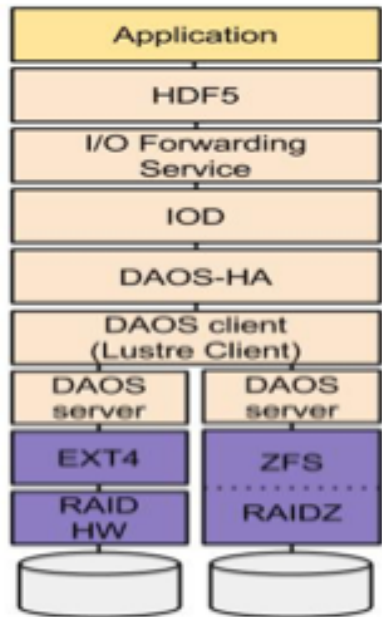 Application
HDF5
I/O Forwarding
Service
IOD
DAOS-HA
DAOS client
(Lustre Client)
DAOS
server
DAOS
server
EXT4
ZFS
RAID
HW
RAIDZ